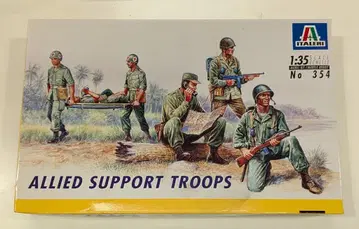 ITALERI
1:35
No 354
ALLIED SUPPORT TROOPS